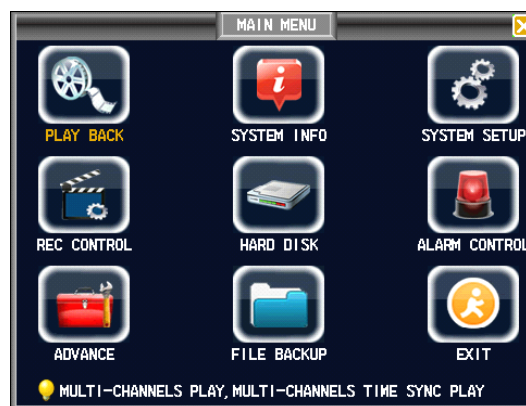 MAIN MENU
PLAY BACK
SYSTEM INFO
SYSTEM SETUP
REC CONTROL
HARD DISK
ALARM CONTROL
ADVANCE
FILE BACKUP
EXIT
MULTI-CHANNELS PLAY,MULTI-CHANNELS TIME SYNC PLAY